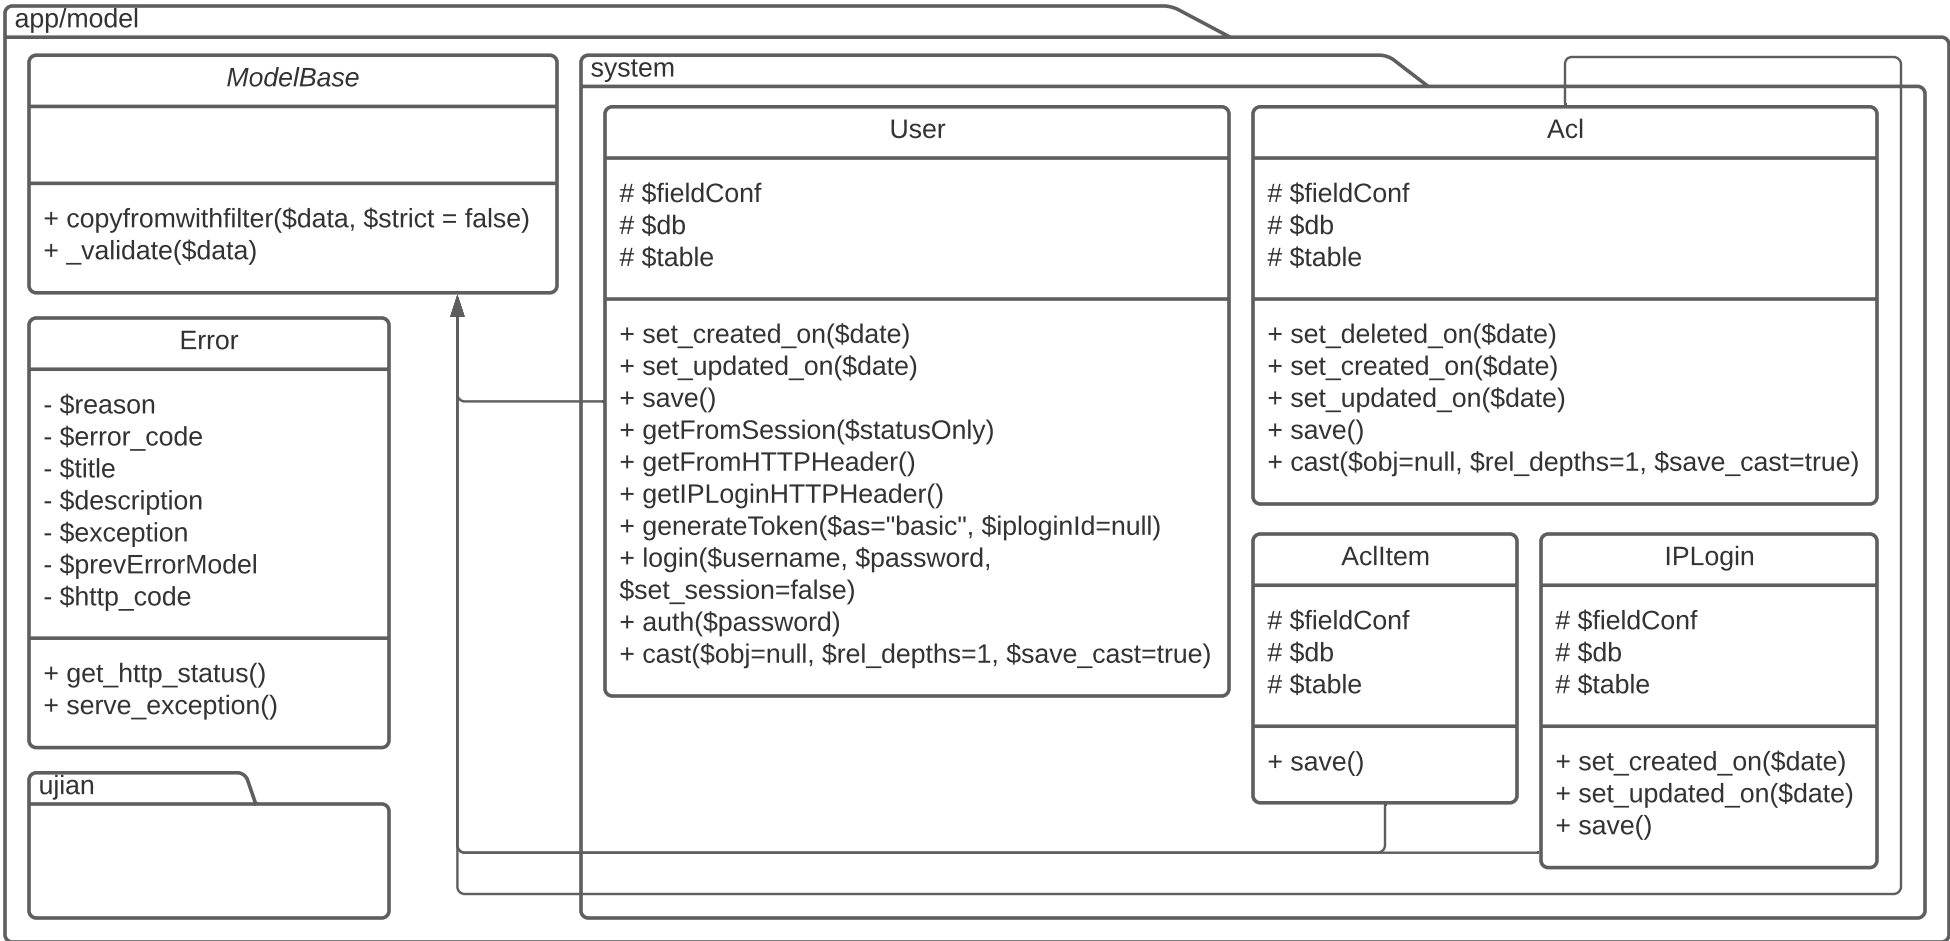 app/model
ModelBase
+ copyfromwithfilter($data, $strict = false)
+ _validate($data)
Error
- $reason
- $error_code
- $title
- $description
- $exception
- $prevErrorModel
- $http_code
+ get_http_status()
+ serve_exception()
ujian
system
User
# $fieldConf
# $db
# $table
+ set_created_on($date)
+ set_updated_on($date)
+ save()
+ getFromSession($statusOnly)
+ getFromHTTPHeader()
+ getIPLoginHTTPHeader()
+ generateToken($as="basic", $iploginId=null)
+ login($username, $password,
$set_session=false)
+ auth($password)
+ cast($obj=null, $rel_depths=1, $save_cast=true)
Acl
# $fieldConf
# $db
# $table
+ set_deleted_on($date)
+ set_created_on($date)
+ set_updated_on($date)
+ save()
+ cast($obj=null, $rel_depths=1, $save_cast=true)
AclItem
# $fieldConf
# $db
# $table
+ save()
IPLogin
# $fieldConf
# $db
# $table
+ set_created_on($date)
+ set_updated_on($date)
+ save()